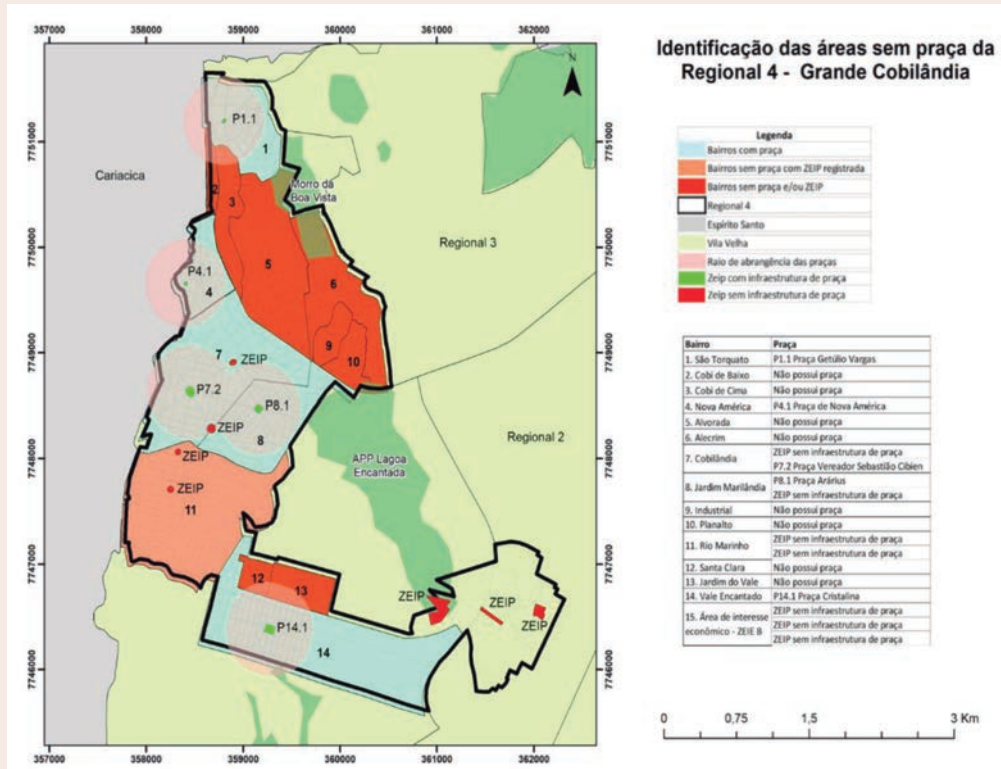 357000 358000 359000 360000 361000 362000
Identificação das áreas sem praça da
Regional 4 - Grande Cobilândia
N
7751000
7750000
7749000
7748000
7747000
7746000
7751000
7750000
7749000
7748000
7747000
7746000
P1.1
1
Cariacica
2
3
Morro da
Boa Vista
Regional 3
5
P4.1
4
6
7
ZEIP
9
10
P7.2
P8.1
ZEIP
8
Regional 2
ZEIP
APP Lagoa
Encantada
ZEIP
11
12
13
ZEIP
ZEIP
ZEIP
P14.1
14
357000 358000 359000 360000 361000 362000
Legenda
Bairros com praça
Bairros sem praça com ZEIP registrada
Bairros sem praça e/ou ZEIP
Regional 4
Espírito Santo
Vila Velha
Raio de abrangência das praças
Zeip com infraestrutura de praça
Zeip sem infraestrutura de praça
Bairro Praça
1. São Torquato P1.1 Praça Getúlio Vargas
2. Cobi de Baixo Não possui praça
3. Cobi de Cima Não possui praça
4. Nova América P4.1 Praça de Nova América
5. Alvorada Não possui praça
6. Alecrim Não possui praça
7. Cobilândia ZEIP sem infraestrutura de praça
P7.2 Praça Vereador Sebastião Cibien
8. Jardim Marilândia P8.1 Praça Arárius
ZEIP sem infraestrutura de praça
9. Industrial Não possui praça
10. Planalto Não possui praça
11. Rio Marinho ZEIP sem infraestrutura de praça
ZEIP sem infraestrutura de praça
12. Santa Clara Não possui praça
13. Jardim do Vale Não possui praça
14. Vale Encantado P14.1 Praça Cristalina
15. Área de interesse
econômico - ZEIE B
ZEIP sem infraestrutura de praça
ZEIP sem infraestrutura de praça
ZEIP sem infraestrutura de praça
0 0,75 1,5 3 Km